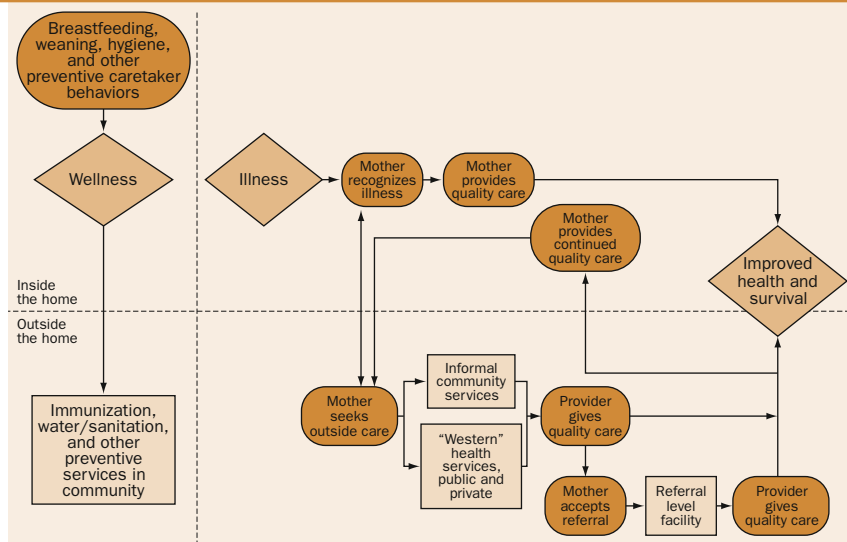 Breastfeeding,
weaning, hygiene,
and other
preventive caretaker
behaviors
Wellness
Illness
Mother
recognizes
illness
Mother
provides
quality care
Mother
provides
continued
quality care
Improved
health and
survival
Inside
the home
Outside
the home
Immunization,
water/sanitation,
and other
preventive
services in
community
Mother
seeks
outside care
Informal
community
services
“Western”
health
services,
public and
private
Provider
gives
quality care
Mother
accepts
referral
Referral
level
facility
Provider
gives
quality care